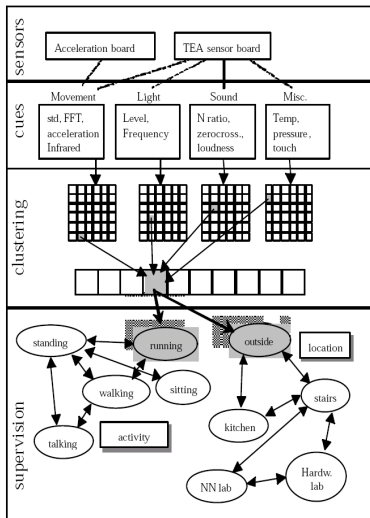 sensors
Acceleration board
TEA sensor board
cues
Movement
Light
Sound
Misc.
std, FFT,
acceleration
Infrared
Level,
Frequency
N ratio,
zerocross.,
loudness
Temp,
pressure,
touch
clustering
supervision
standing
running
outside
location
walking
sitting
stairs
talking
activity
kitchen
NN lab
Hardw.
lab